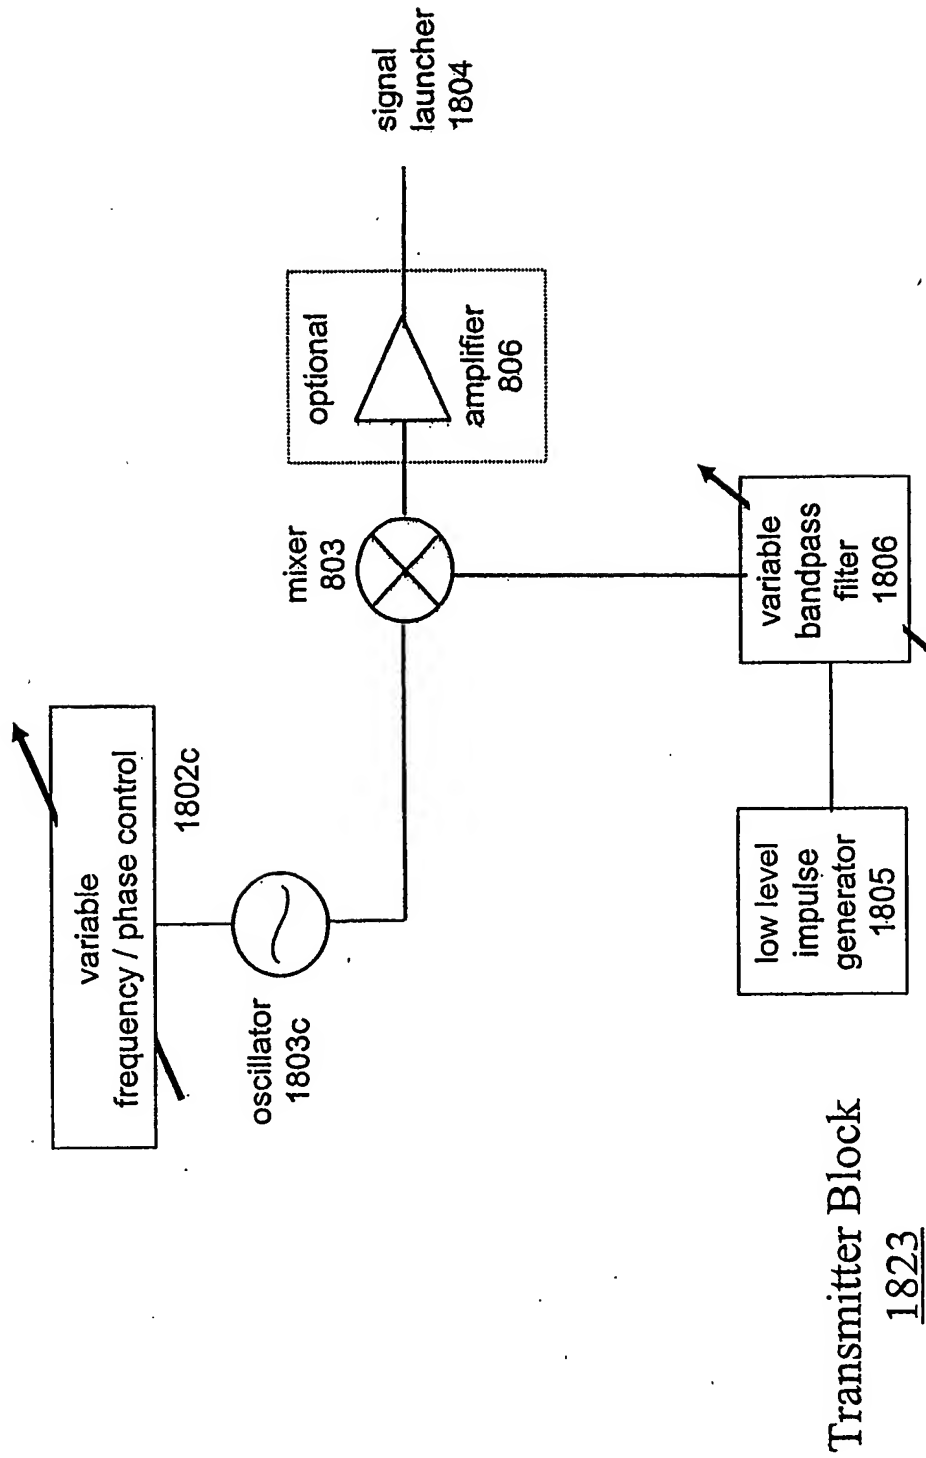 variable
frequency / phase control
1802c
oscillator
1803c
mixer
803
optional
amplifier
806
signal
launcher
1804
low level
impulse
generator
1805
variable
bandpass
filter
1806
Transmitter Block
1823